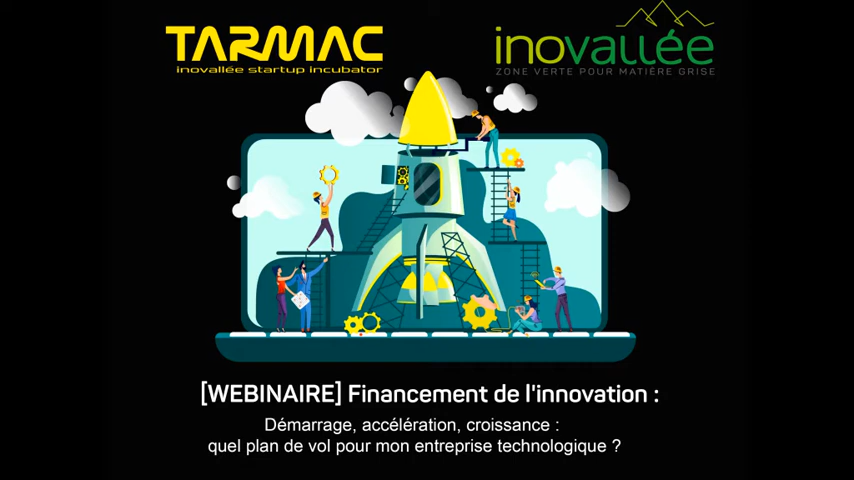 TARMAC
inovallée startup incubator
inovallée
ZONE VERTE POUR MATIÈRE GRISE
[WEBINAIRE] Financement de l'innovation :
Démarrage, accélération, croissance :
quel plan de vol pour mon entreprise technologique ?